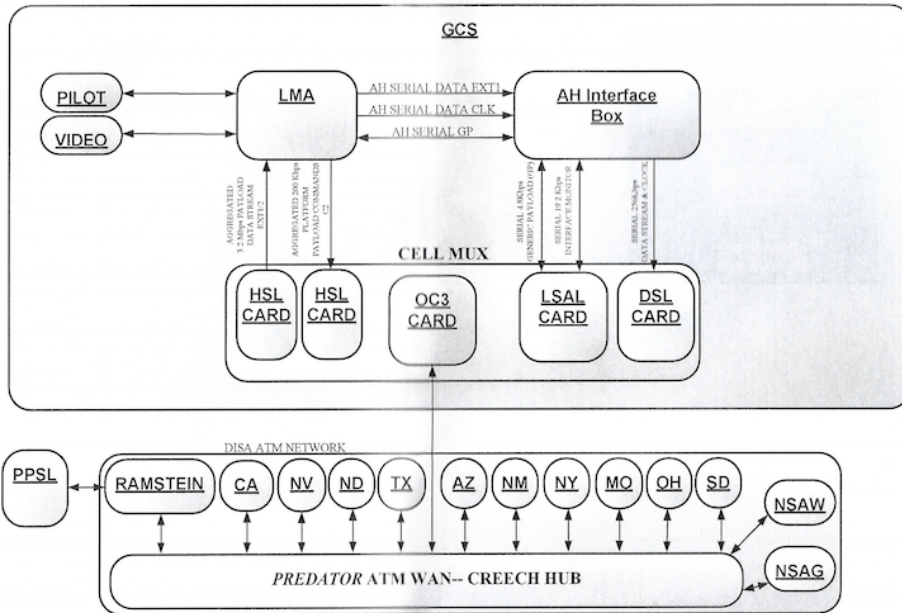 GCS
PILOT
VIDEO
LMA
AH SERIAL DATA EXT1
AH SERIAL DATA CLK
AH SERIAL GP
AH Interface
Box
AGGREGATED
3.2 Mbps PAYLOAD
DATA STREAM
EXT1/2
AGGREGATED 200 Kbps
PLATFORM
PAYLOAD COMMANDS
C2
SERIAL 4.8Kbps
GENERIC PAYLOAD (GP)
SERIAL 19.2 Kbps
INTERFACE MONITOR
SERIAL 256Kbps
DATA STREAM & CLOCK
CELL MUX
HSL
CARD
HSL
CARD
OC3
CARD
LSAL
CARD
DSL
CARD
DISA ATM NETWORK
PPSL
RAMSTEIN
CA
NV
ND
TX
AZ
NM
NY
MO
OH
SD
NSAW
NSAG
PREDATOR ATM WAN-- CREECH HUB